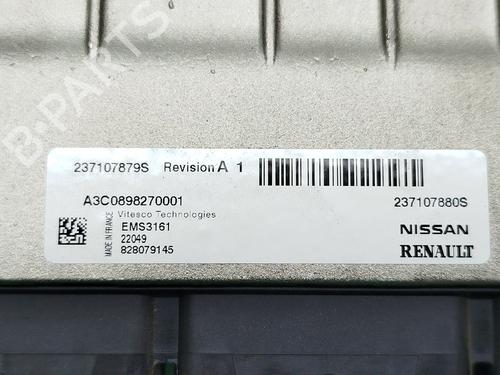 B-PARTS
237107879S Revision A 1
A3C0898270001
237107880S
Vitesco Technologies
MADE IN FRANCE
EMS3161
22049
828079145
NISSAN
RENAULT